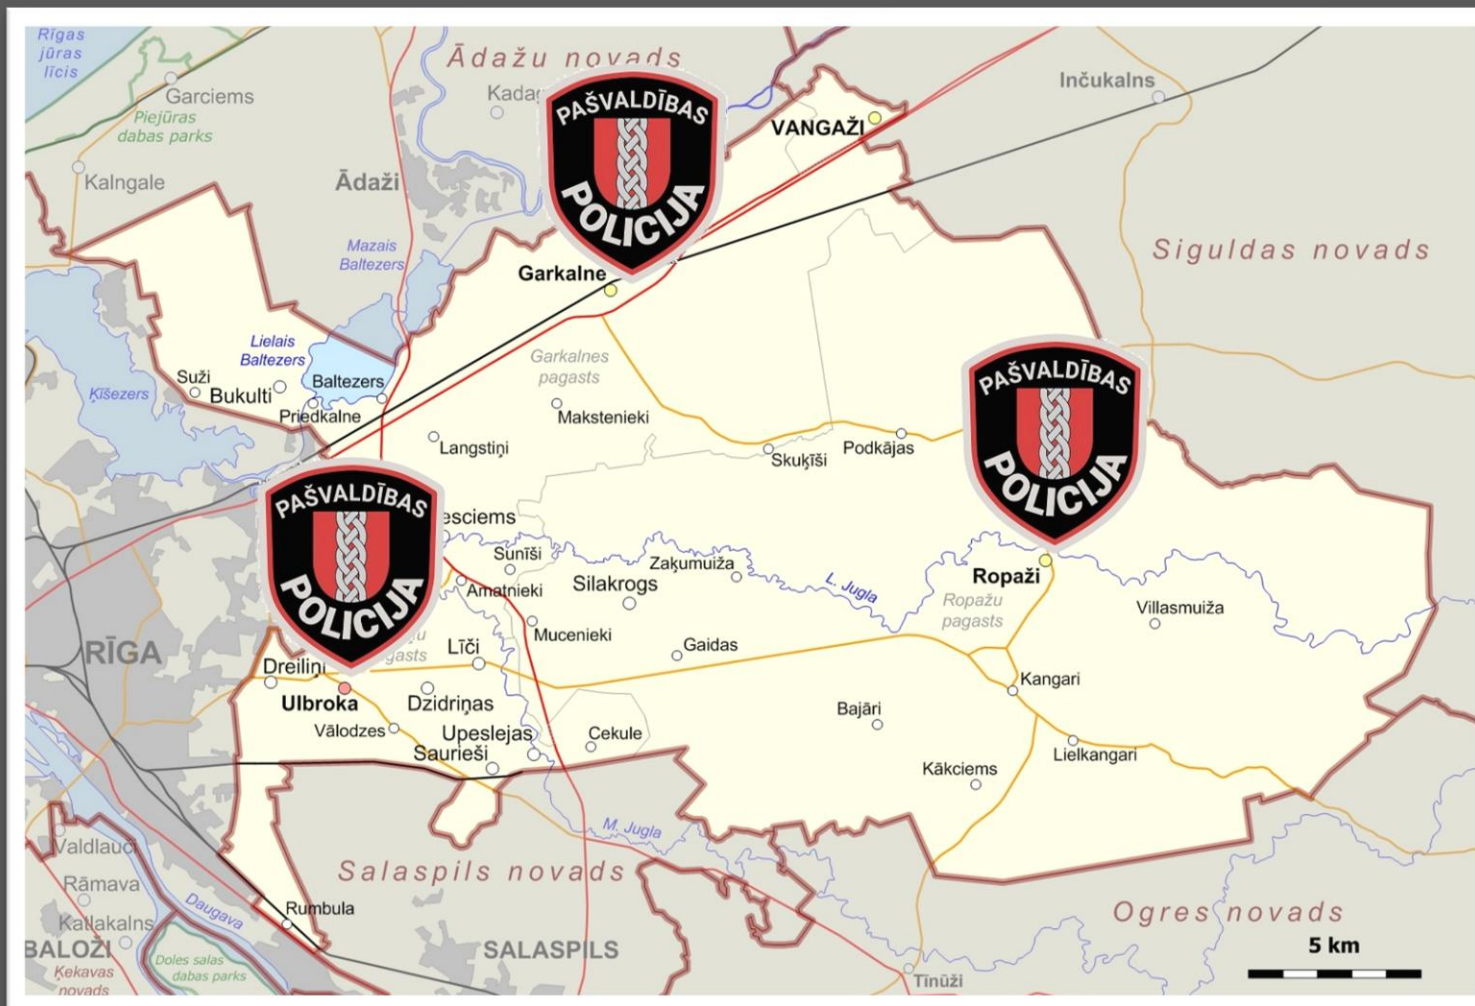 Rīgas
jūras
līcis
Ādažu novads
Garciems
Kadag
Inčukalns
Piejūras
dabas parks
PAŠVALDĪBAS
POLICIJA
VANGAŽI
Kalngale
Ādaži
Mazais
Baltezers
Siguldas novads
Garkalne
Lielais
Baltezers
Garkalnes
pagasts
Suži
Bukulti
Baltezers
Ķīšezers
Priedkalne
PAŠVALDĪBAS
POLICIJA
Makstenieki
Langstiņi
Skuķīši
Podkājas
PAŠVALDĪBAS
POLICIJA
esciems
Sunīši
Zaķumuiža
Silakrogs
Amatnieki
L. Jugla
Ropaži
Ropažu
pagasts
Villasmuiža
Mucenieki
RĪGA
gasts
Līči
Gaidas
Dreiliņi
Kangari
Ulbroka
Dzidriņas
Bajāri
Vālodzes
Upeslejas
Cekule
Saurieši
Lielkangari
Kākciems
M. Jugla
Valdlauči
Salaspils novads
Rāmava
Daugava
Rumbula
Ogres novads
Katlakalns
BALOŽI
SALASPILS
5 km
Ķekavas
novads
Doles salas
dabas parks
Tīnūži